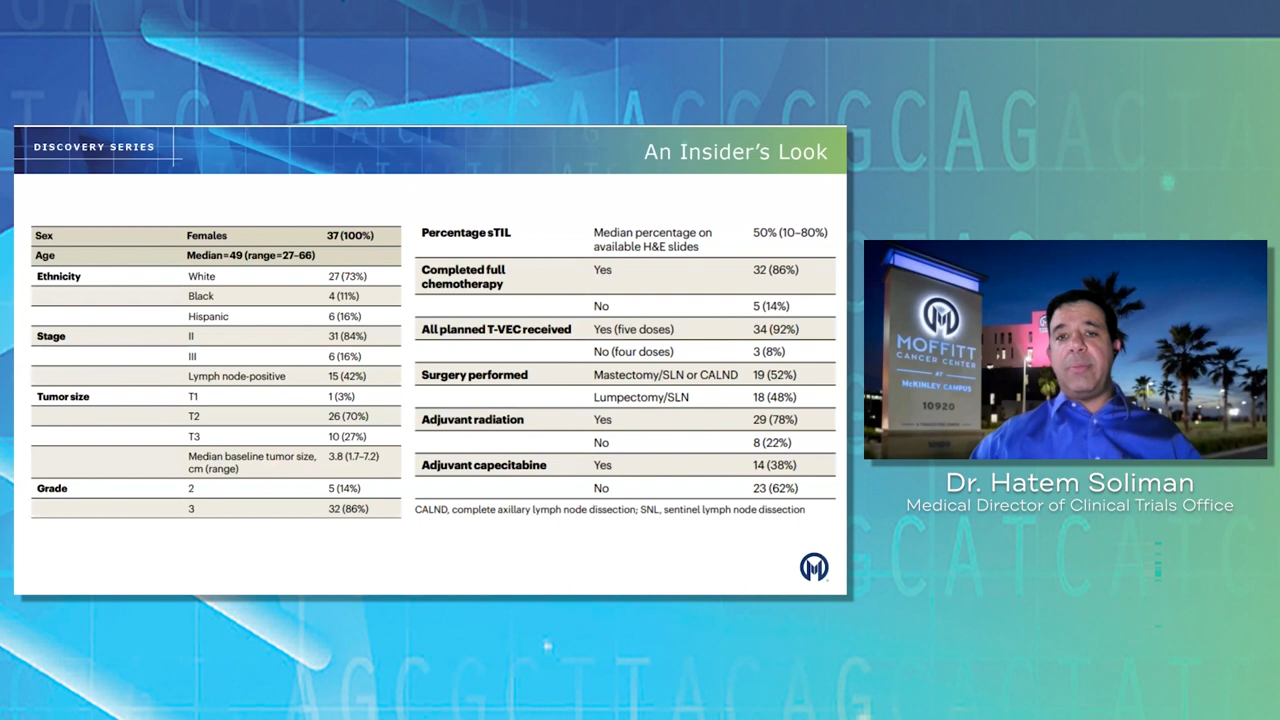 TATCAGCGCGCAACCCGCAGACTA
DISCOVERY SERIES
An Insider's Look
Sex Females 37 (100%)
Age Median=49 (range=27–66)
Ethnicity White 27 (73%)
Black 4 (11%)
Hispanic 6 (16%)
Stage II 31 (84%)
III 6 (16%)
Lymph node-positive 15 (42%)
Tumor size T1 1 (3%)
T2 26 (70%)
T3 10 (27%)
Median baseline tumor size, 3.8 (1.7–7.2)
cm (range)
Grade 2 5 (14%)
3 32 (86%)
Percentage sTIL Median percentage on 50% (10–80%)
available H&E slides
Completed full Yes 32 (86%)
chemotherapy
No 5 (14%)
All planned T-VEC received Yes (five doses) 34 (92%)
No (four doses) 3 (8%)
Surgery performed Mastectomy/SLN or CALND 19 (52%)
Lumpectomy/SLN 18 (48%)
Adjuvant radiation Yes 29 (78%)
No 8 (22%)
Adjuvant capecitabine Yes 14 (38%)
No 23 (62%)
CALND, complete axillary lymph node dissection; SNL, sentinel lymph node dissection
MOFFITT
CANCER CENTER
AT
McKINLEY CAMPUS
10920
Dr. Hatem Soliman
Medical Director of Clinical Trials Office
GCATC
AGCGCTTACAGCAG